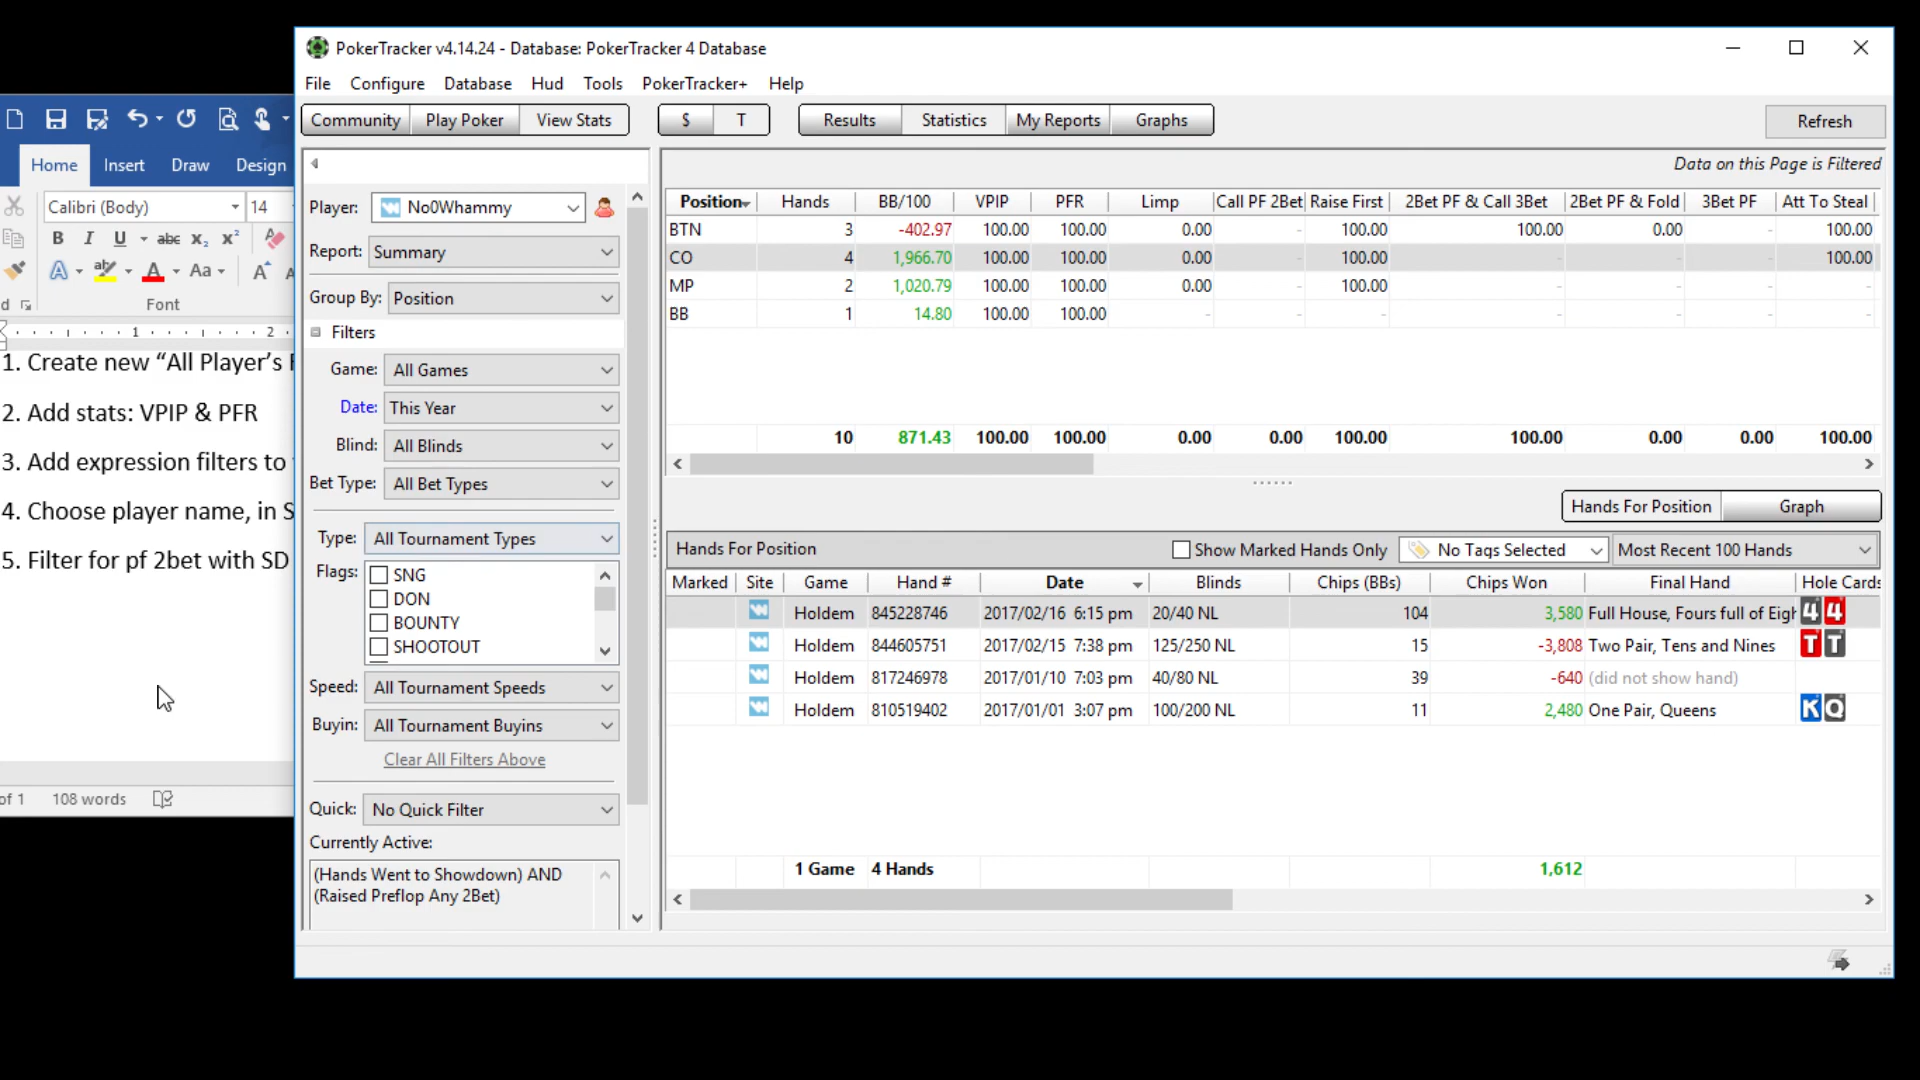 PokerTracker v4.14.24 - Database: PokerTracker 4 Database
File Configure Database Hud Tools PokerTracker+ Help
Community Play Poker View Stats $ T Results Statistics My Reports Graphs Refresh
Home Insert Draw Design
Calibri (Body) 14
B I U abc x₂ x²
A A Aa A
d Font
1 2
1. Create new “All Player’s
2. Add stats: VPIP & PFR
3. Add expression filters to
4. Choose player name, in S
5. Filter for pf 2bet with SD
of 1 108 words
Player: No0Whammy
Report: Summary
Group By: Position
Filters
Game: All Games
Date: This Year
Blind: All Blinds
Bet Type: All Bet Types
Type: All Tournament Types
Flags: SNG
DON
BOUNTY
SHOOTOUT
Speed: All Tournament Speeds
Buyin: All Tournament Buyins
Clear All Filters Above
Quick: No Quick Filter
Currently Active:
(Hands Went to Showdown) AND
(Raised Preflop Any 2Bet)
Data on this Page is Filtered
Position Hands BB/100 VPIP PFR Limp Call PF 2Bet Raise First 2Bet PF & Call 3Bet 2Bet PF & Fold 3Bet PF Att To Steal
BTN 3 -402.97 100.00 100.00 0.00 - 100.00 100.00 0.00 - 100.00
CO 4 1,966.70 100.00 100.00 0.00 - 100.00 - - - 100.00
MP 2 1,020.79 100.00 100.00 0.00 - 100.00 - - - -
BB 1 14.80 100.00 100.00 - - - - - - -
10 871.43 100.00 100.00 0.00 0.00 100.00 100.00 0.00 0.00 100.00
Hands For Position Graph
Hands For Position Show Marked Hands Only No Tags Selected Most Recent 100 Hands
Marked Site Game Hand # Date Blinds Chips (BBs) Chips Won Final Hand Hole Cards
Holdem 845228746 2017/02/16 6:15 pm 20/40 NL 104 3,580 Full House, Fours full of Eigh 4 4
Holdem 844605751 2017/02/15 7:38 pm 125/250 NL 15 -3,808 Two Pair, Tens and Nines T T
Holdem 817246978 2017/01/10 7:03 pm 40/80 NL 39 -640 (did not show hand)
Holdem 810519402 2017/01/01 3:07 pm 100/200 NL 11 2,480 One Pair, Queens K Q
1 Game 4 Hands 1,612